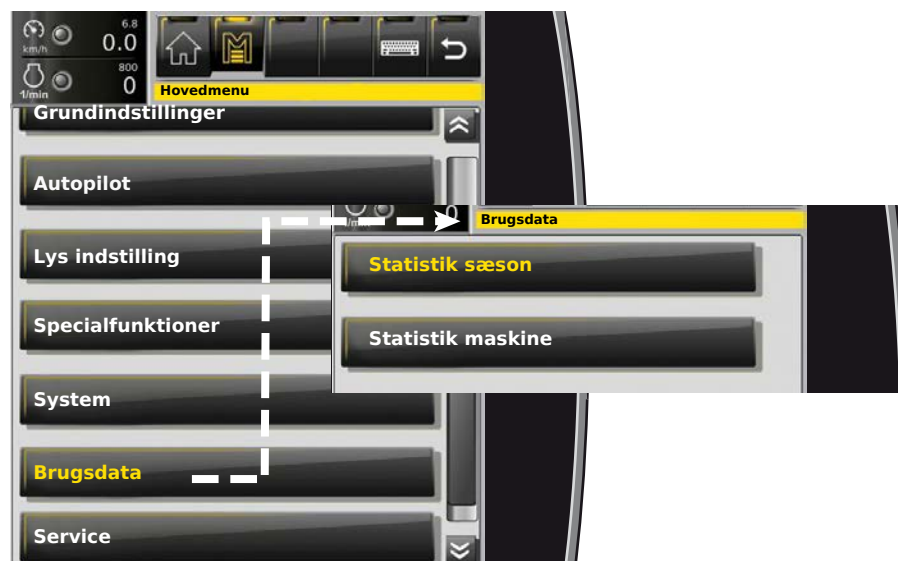 6.8
km/h 0.0
800
1/min 0
Hovedmenu
Grundindstillinger
Autopilot
Lys indstilling
Specialfunktioner
System
Brugsdata
Service
0
Brugsdata
Statistik sæson
Statistik maskine